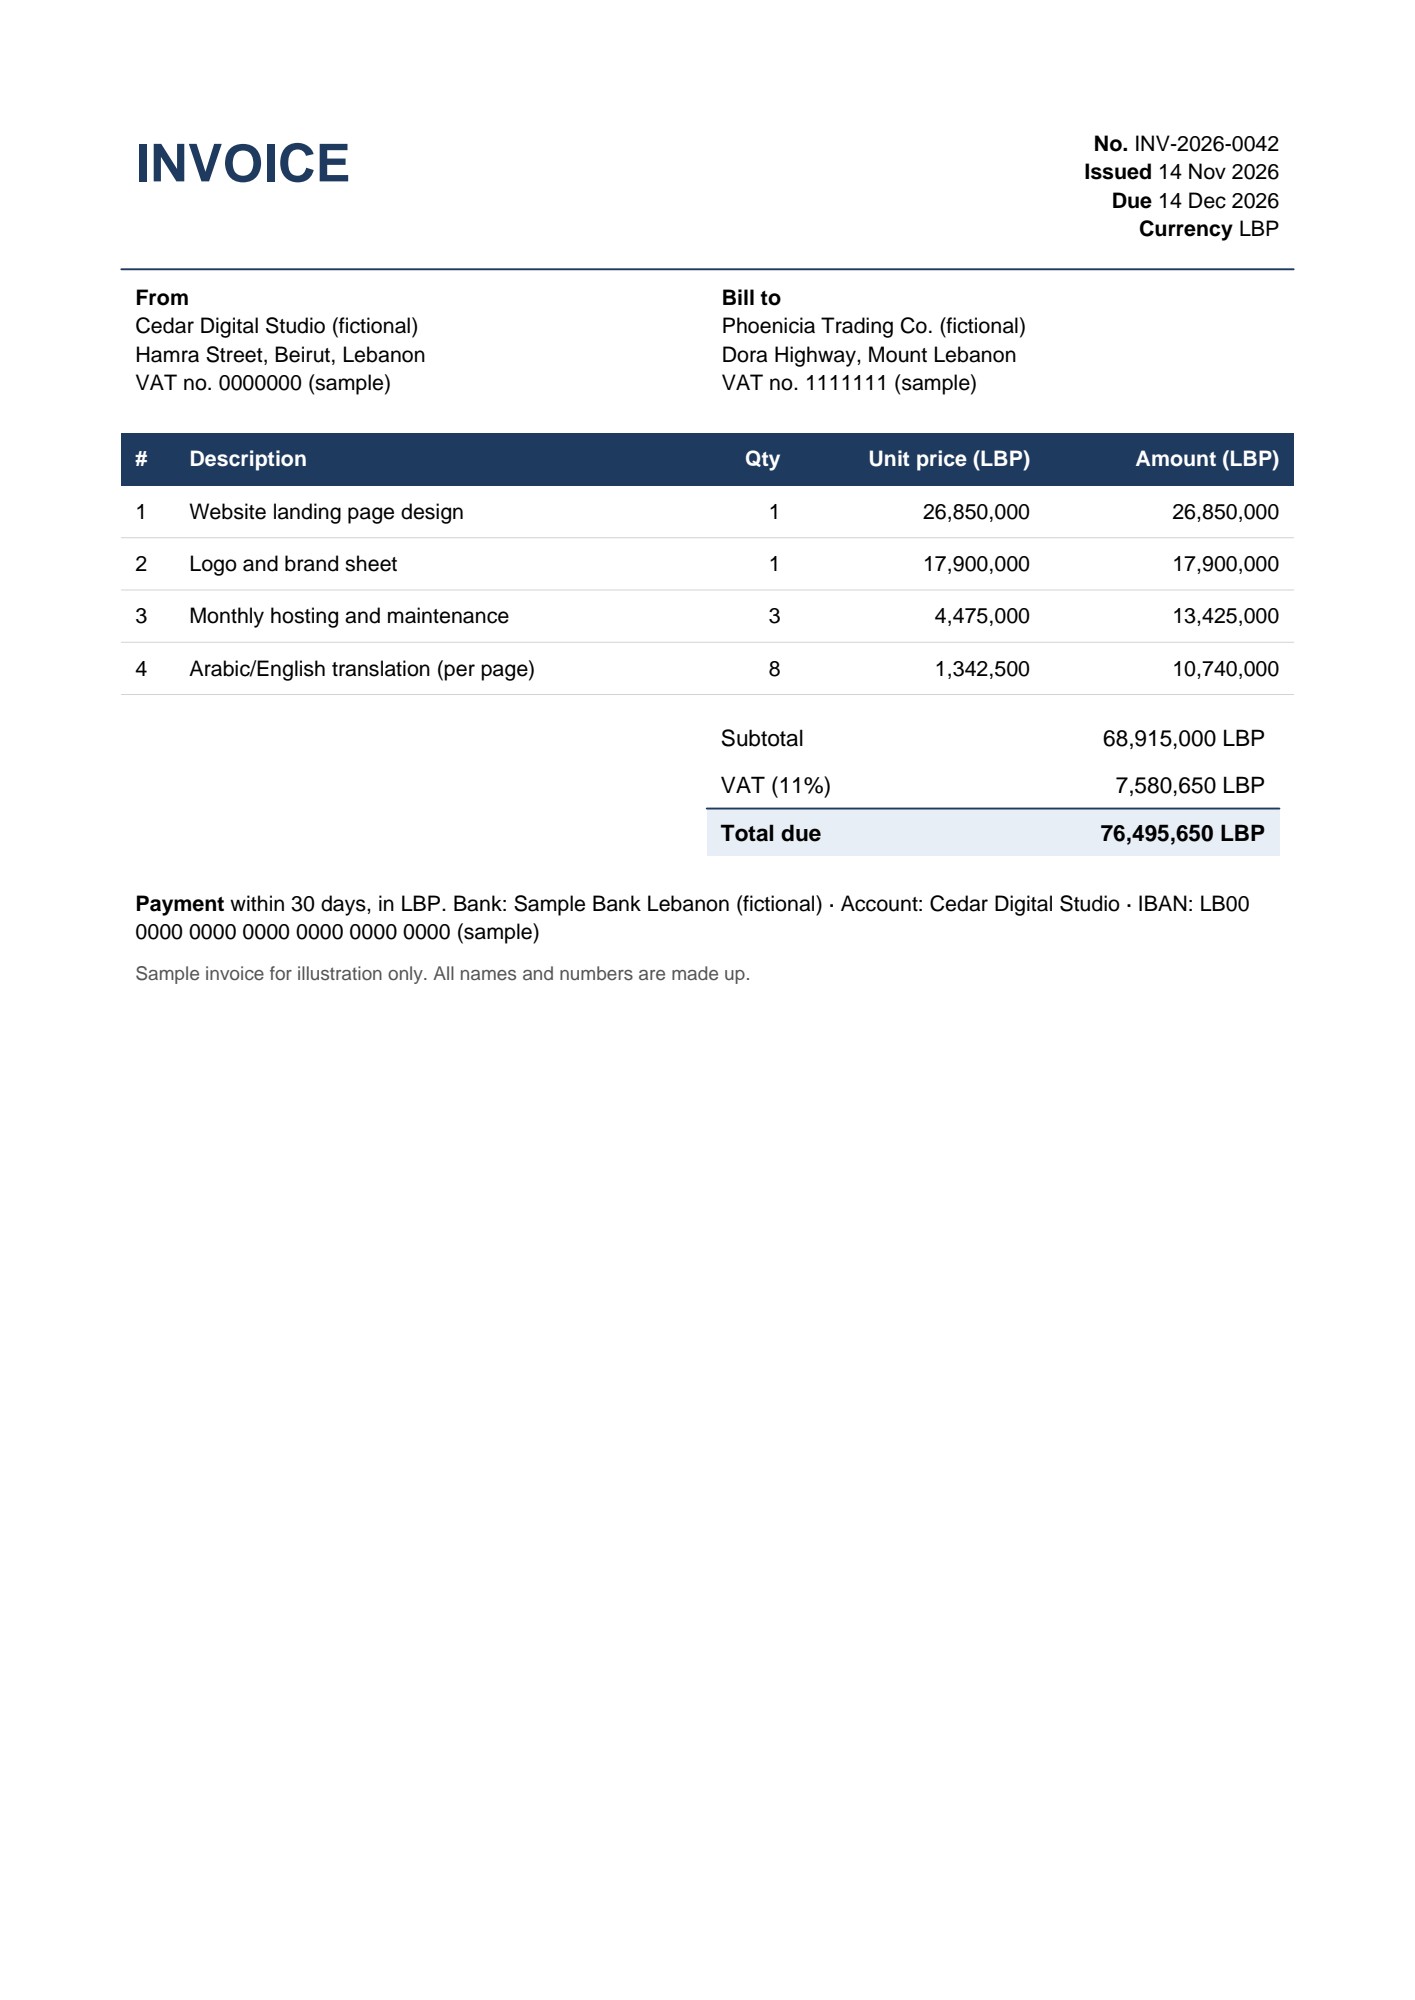 INVOICE
No. INV-2026-0042
Issued 14 Nov 2026
Due 14 Dec 2026
Currency LBP
From
Cedar Digital Studio (fictional)
Hamra Street, Beirut, Lebanon
VAT no. 0000000 (sample)
Bill to
Phoenicia Trading Co. (fictional)
Dora Highway, Mount Lebanon
VAT no. 1111111 (sample)
# Description Qty Unit price (LBP) Amount (LBP)
1 Website landing page design 1 26,850,000 26,850,000
2 Logo and brand sheet 1 17,900,000 17,900,000
3 Monthly hosting and maintenance 3 4,475,000 13,425,000
4 Arabic/English translation (per page) 8 1,342,500 10,740,000
Subtotal 68,915,000 LBP
VAT (11%) 7,580,650 LBP
Total due 76,495,650 LBP
Payment within 30 days, in LBP. Bank: Sample Bank Lebanon (fictional) · Account: Cedar Digital Studio · IBAN: LB00
0000 0000 0000 0000 0000 0000 (sample)
Sample invoice for illustration only. All names and numbers are made up.